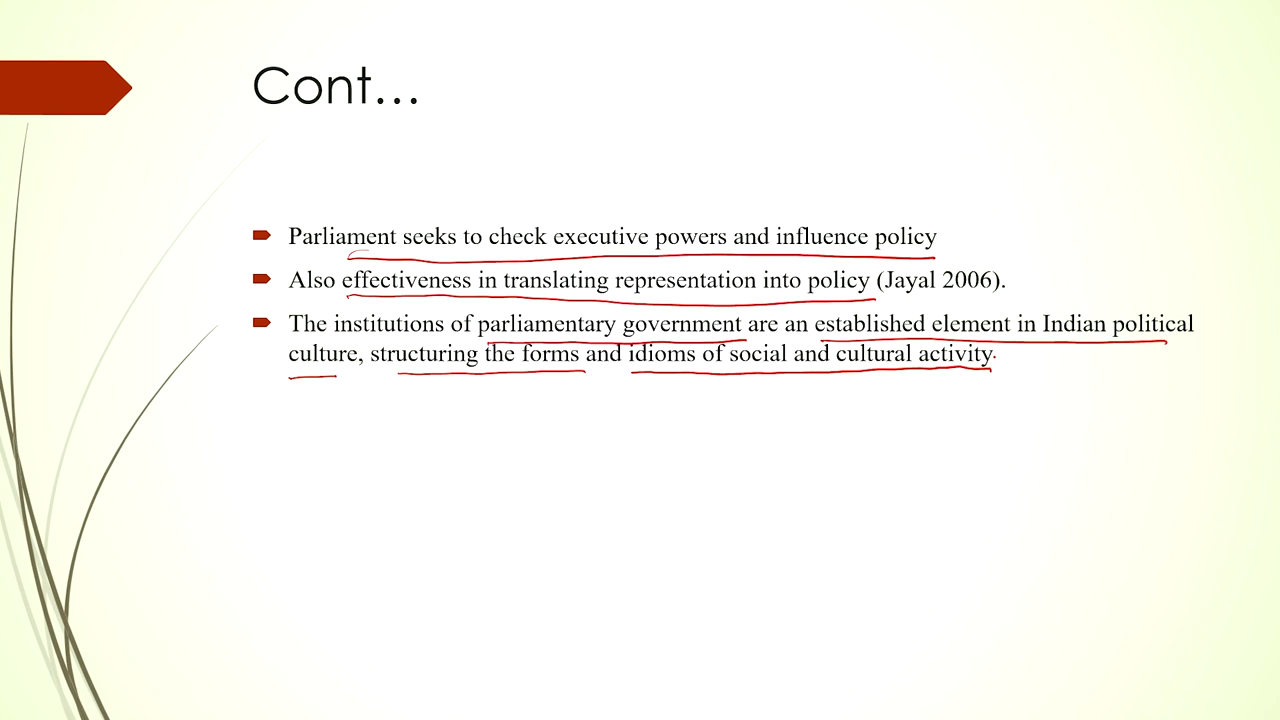 Cont...
Parliament seeks to check executive powers and influence policy
Also effectiveness in translating representation into policy (Jayal 2006).
The institutions of parliamentary government are an established element in Indian political
culture, structuring the forms and idioms of social and cultural activity.